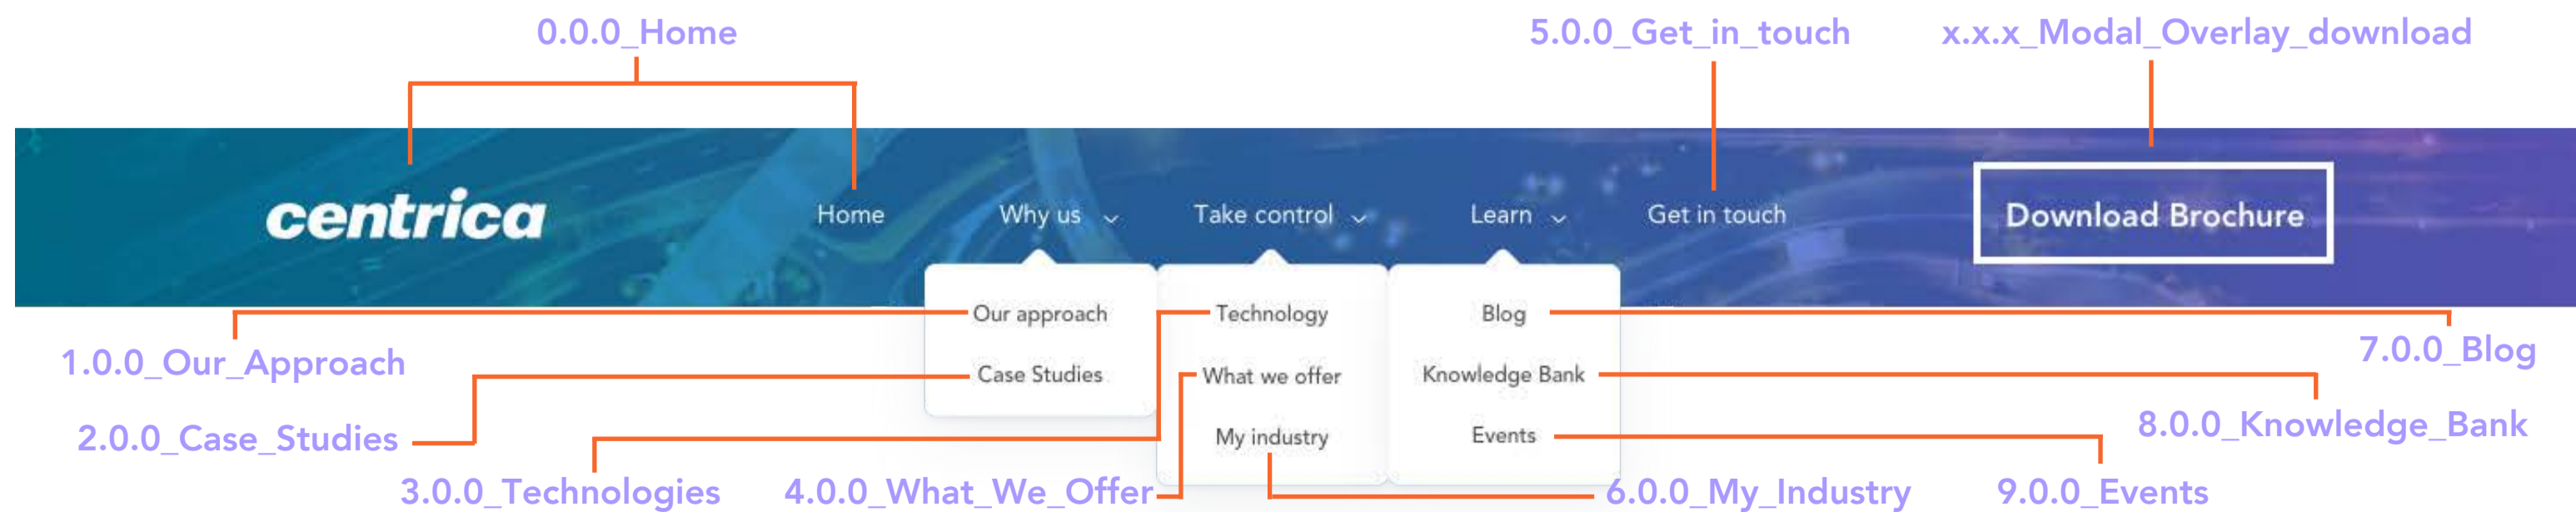 0.0.0_Home
5.0.0_Get_in_touch
x.x.x_Modal_Overlay_download
centrica
Home
Why us
Take control
Learn
Get in touch
Download Brochure
Our approach
Technology
Blog
1.0.0_Our_Approach
7.0.0_Blog
Case Studies
What we offer
Knowledge Bank
2.0.0_Case_Studies
My industry
Events
8.0.0_Knowledge_Bank
3.0.0_Technologies
4.0.0_What_We_Offer
6.0.0_My_Industry
9.0.0_Events